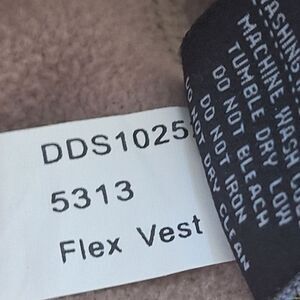 DDS1025
5313
Flex Vest
WASHING
MACHINE WASH
TUMBLE DRY LOW
DO NOT BLEACH
DO NOT IRON
DO NOT DRY CLEAN